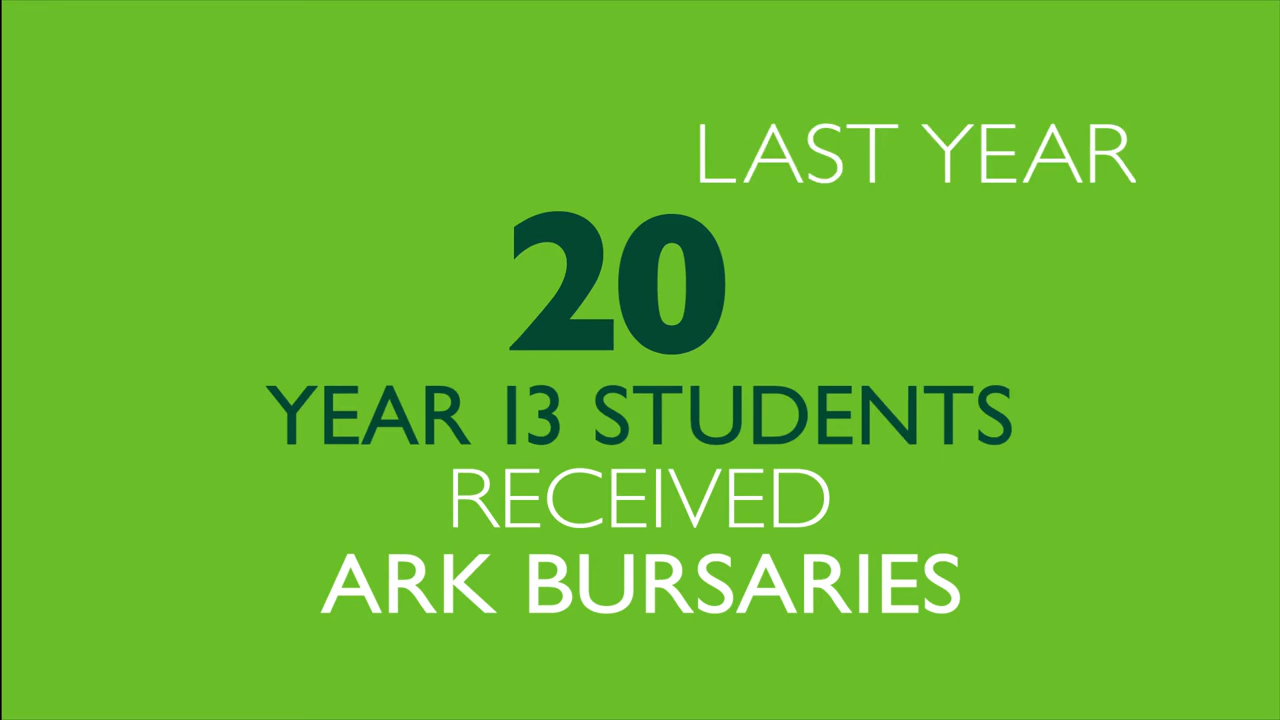 LAST YEAR
20
YEAR 13 STUDENTS
RECEIVED
ARK BURSARIES